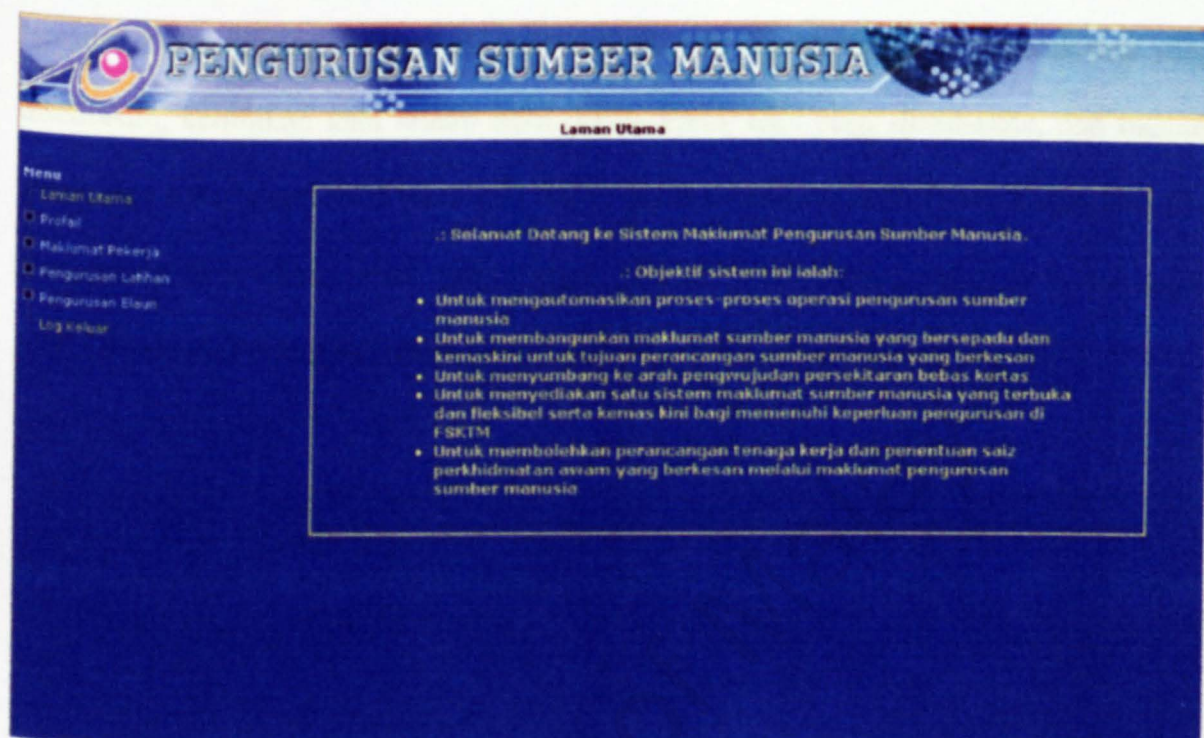 PENGURUSAN SUMBER MANUSIA
Laman Utama
Menu
Laman Utama
Profail
Maklumat Pekerja
Pengurusan Latihan
Pengurusan Elaun
Log Keluar
.: Selamat Datang ke Sistem Maklumat Pengurusan Sumber Manusia.
.: Objektif sistem ini ialah:
• Untuk mengautomasikan proses-proses operasi pengurusan sumber
manusia
• Untuk membangunkan maklumat sumber manusia yang bersepadu dan
kemaskini untuk tujuan perancangan sumber manusia yang berkesan
• Untuk menyumbang ke arah pengwujudan persekitaran bebas kertas
• Untuk menyediakan satu sistem maklumat sumber manusia yang terbuka
dan fleksibel serta kemas kini bagi memenuhi keperluan pengurusan di
FSKTM
• Untuk membolehkan perancangan tenaga kerja dan penentuan saiz
perkhidmatan awam yang berkesan melalui maklumat pengurusan
sumber manusia